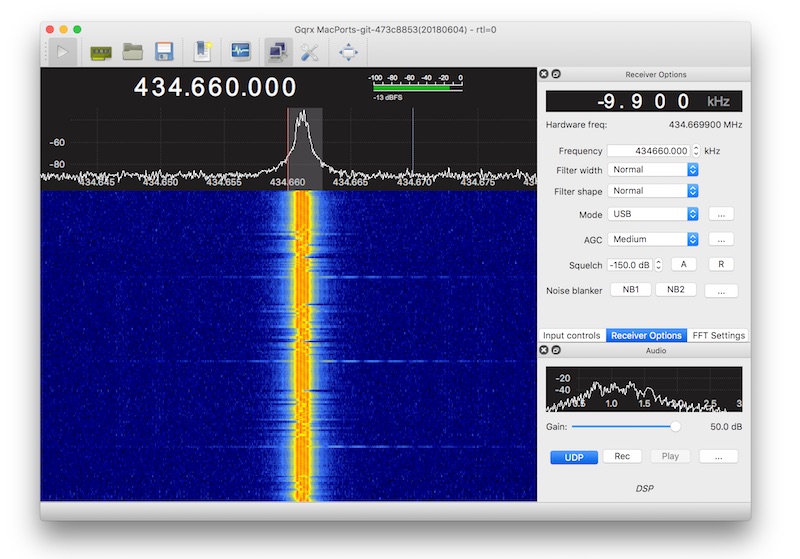 Gqrx MacPorts-git-473c8853(20180604) - rtl=0
434.660.000
-100 -80 -60 -40 -20 0
-13 dBFS
-60
-80
434.845 434.850 434.655 434.660 434.665 434.670 434.875
Receiver Options
-9.900 kHz
Hardware freq: 434.669900 MHz
Frequency 434660.000 kHz
Filter width Normal
Filter shape Normal
Mode USB ...
AGC Medium ...
Squelch -150.0 dB A R
Noise blanker NB1 NB2 ...
Input controls Receiver Options FFT Settings
Audio
-20
-40
0.5 1.0 1.5 2.0 2.5 3
Gain: 50.0 dB
UDP Rec Play ...
DSP